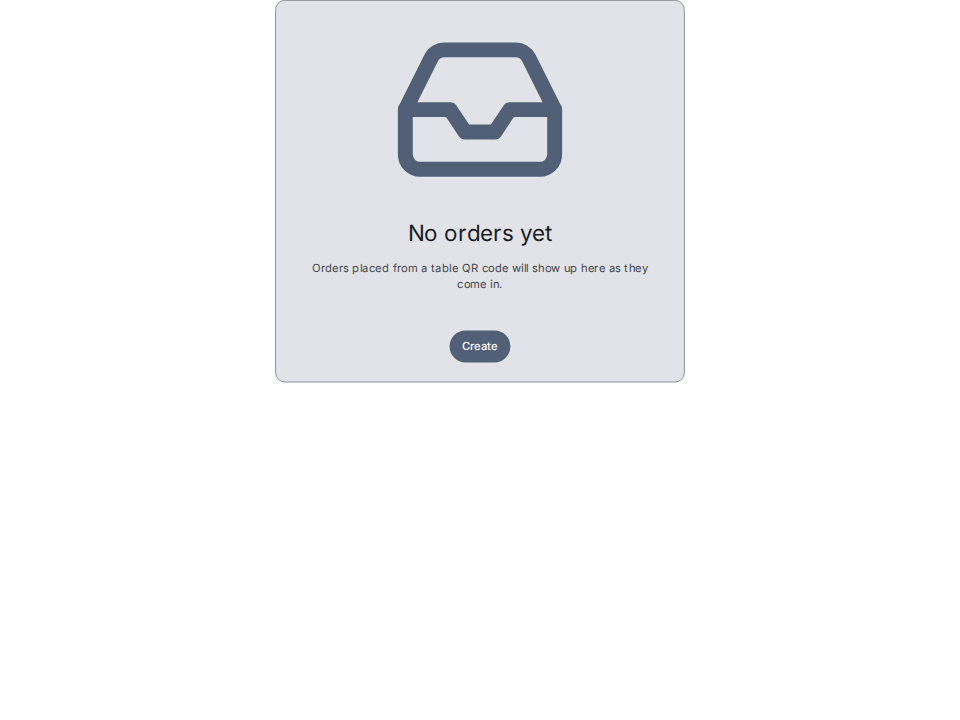 No orders yet
Orders placed from a table QR code will show up here as they
come in.
Create